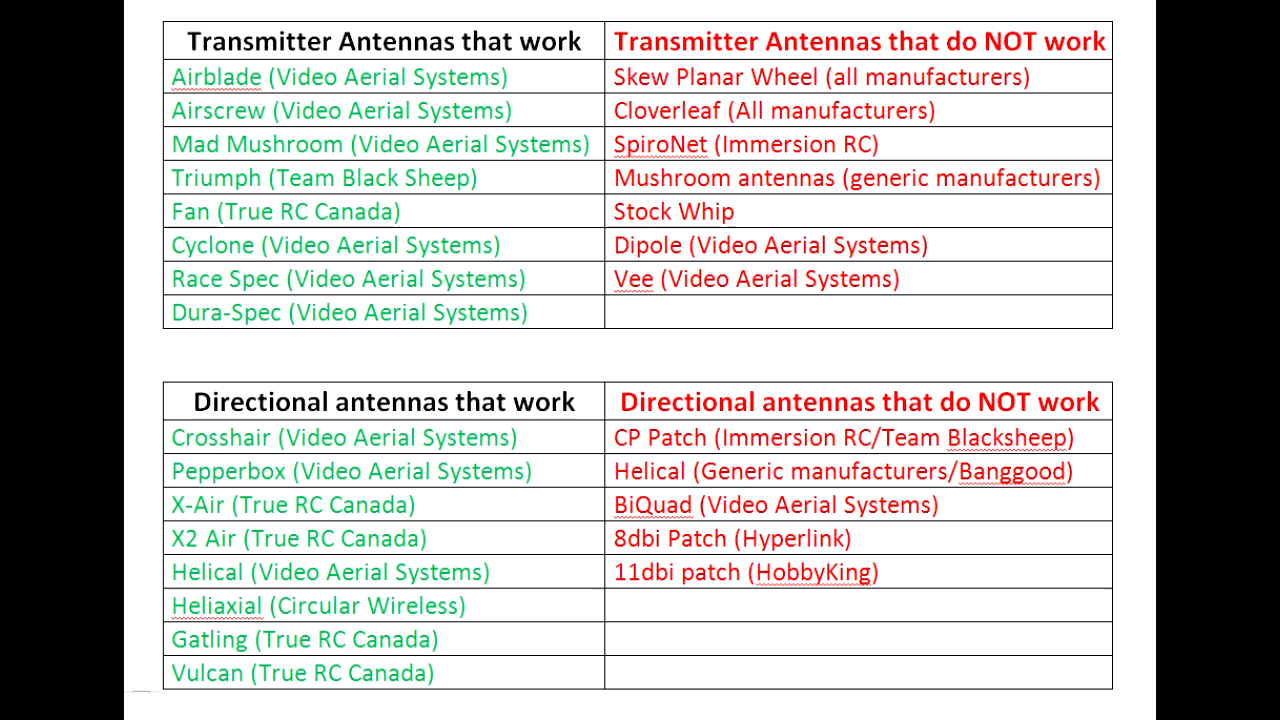 Transmitter Antennas that work Transmitter Antennas that do NOT work
Airblade (Video Aerial Systems) Skew Planar Wheel (all manufacturers)
Airscrew (Video Aerial Systems) Cloverleaf (All manufacturers)
Mad Mushroom (Video Aerial Systems) SpiroNet (Immersion RC)
Triumph (Team Black Sheep) Mushroom antennas (generic manufacturers)
Fan (True RC Canada) Stock Whip
Cyclone (Video Aerial Systems) Dipole (Video Aerial Systems)
Race Spec (Video Aerial Systems) Vee (Video Aerial Systems)
Dura-Spec (Video Aerial Systems)
Directional antennas that work Directional antennas that do NOT work
Crosshair (Video Aerial Systems) CP Patch (Immersion RC/Team Blacksheep)
Pepperbox (Video Aerial Systems) Helical (Generic manufacturers/Banggood)
X-Air (True RC Canada) BiQuad (Video Aerial Systems)
X2 Air (True RC Canada) 8dbi Patch (Hyperlink)
Helical (Video Aerial Systems) 11dbi patch (HobbyKing)
Heliaxial (Circular Wireless)
Gatling (True RC Canada)
Vulcan (True RC Canada)